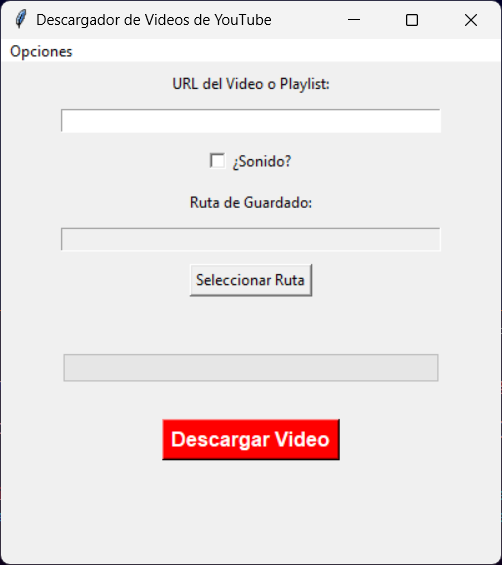 Descargador de Videos de YouTube
Opciones
URL del Video o Playlist:
¿Sonido?
Ruta de Guardado:
Seleccionar Ruta
Descargar Video